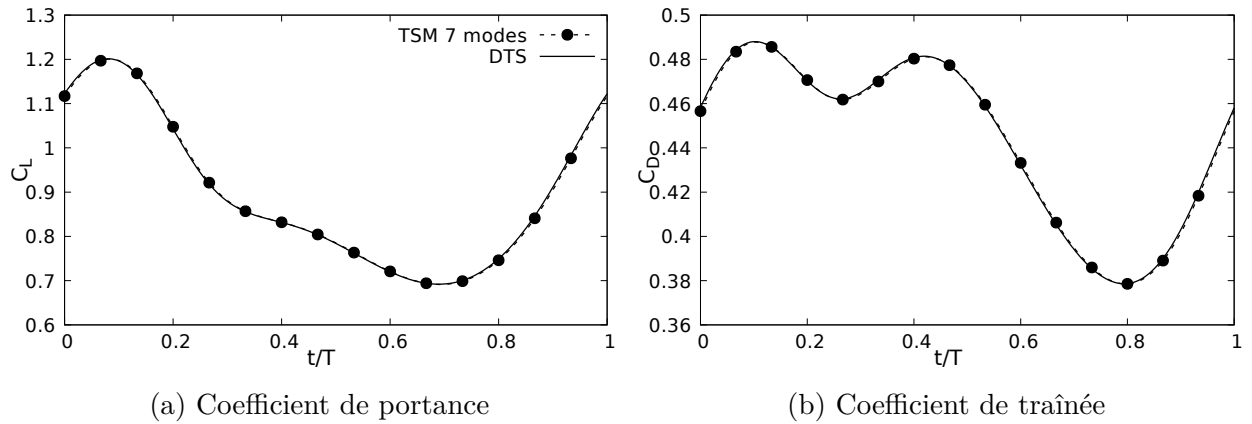 1.3
1.2
1.1
1
0.9
0.8
0.7
0.6
C_L
TSM 7 modes
DTS
0 0.2 0.4 0.6 0.8 1
t/T
(a) Coefficient de portance
0.5
0.48
0.46
0.44
0.42
0.4
0.38
0.36
C_D
0 0.2 0.4 0.6 0.8 1
t/T
(b) Coefficient de traînée